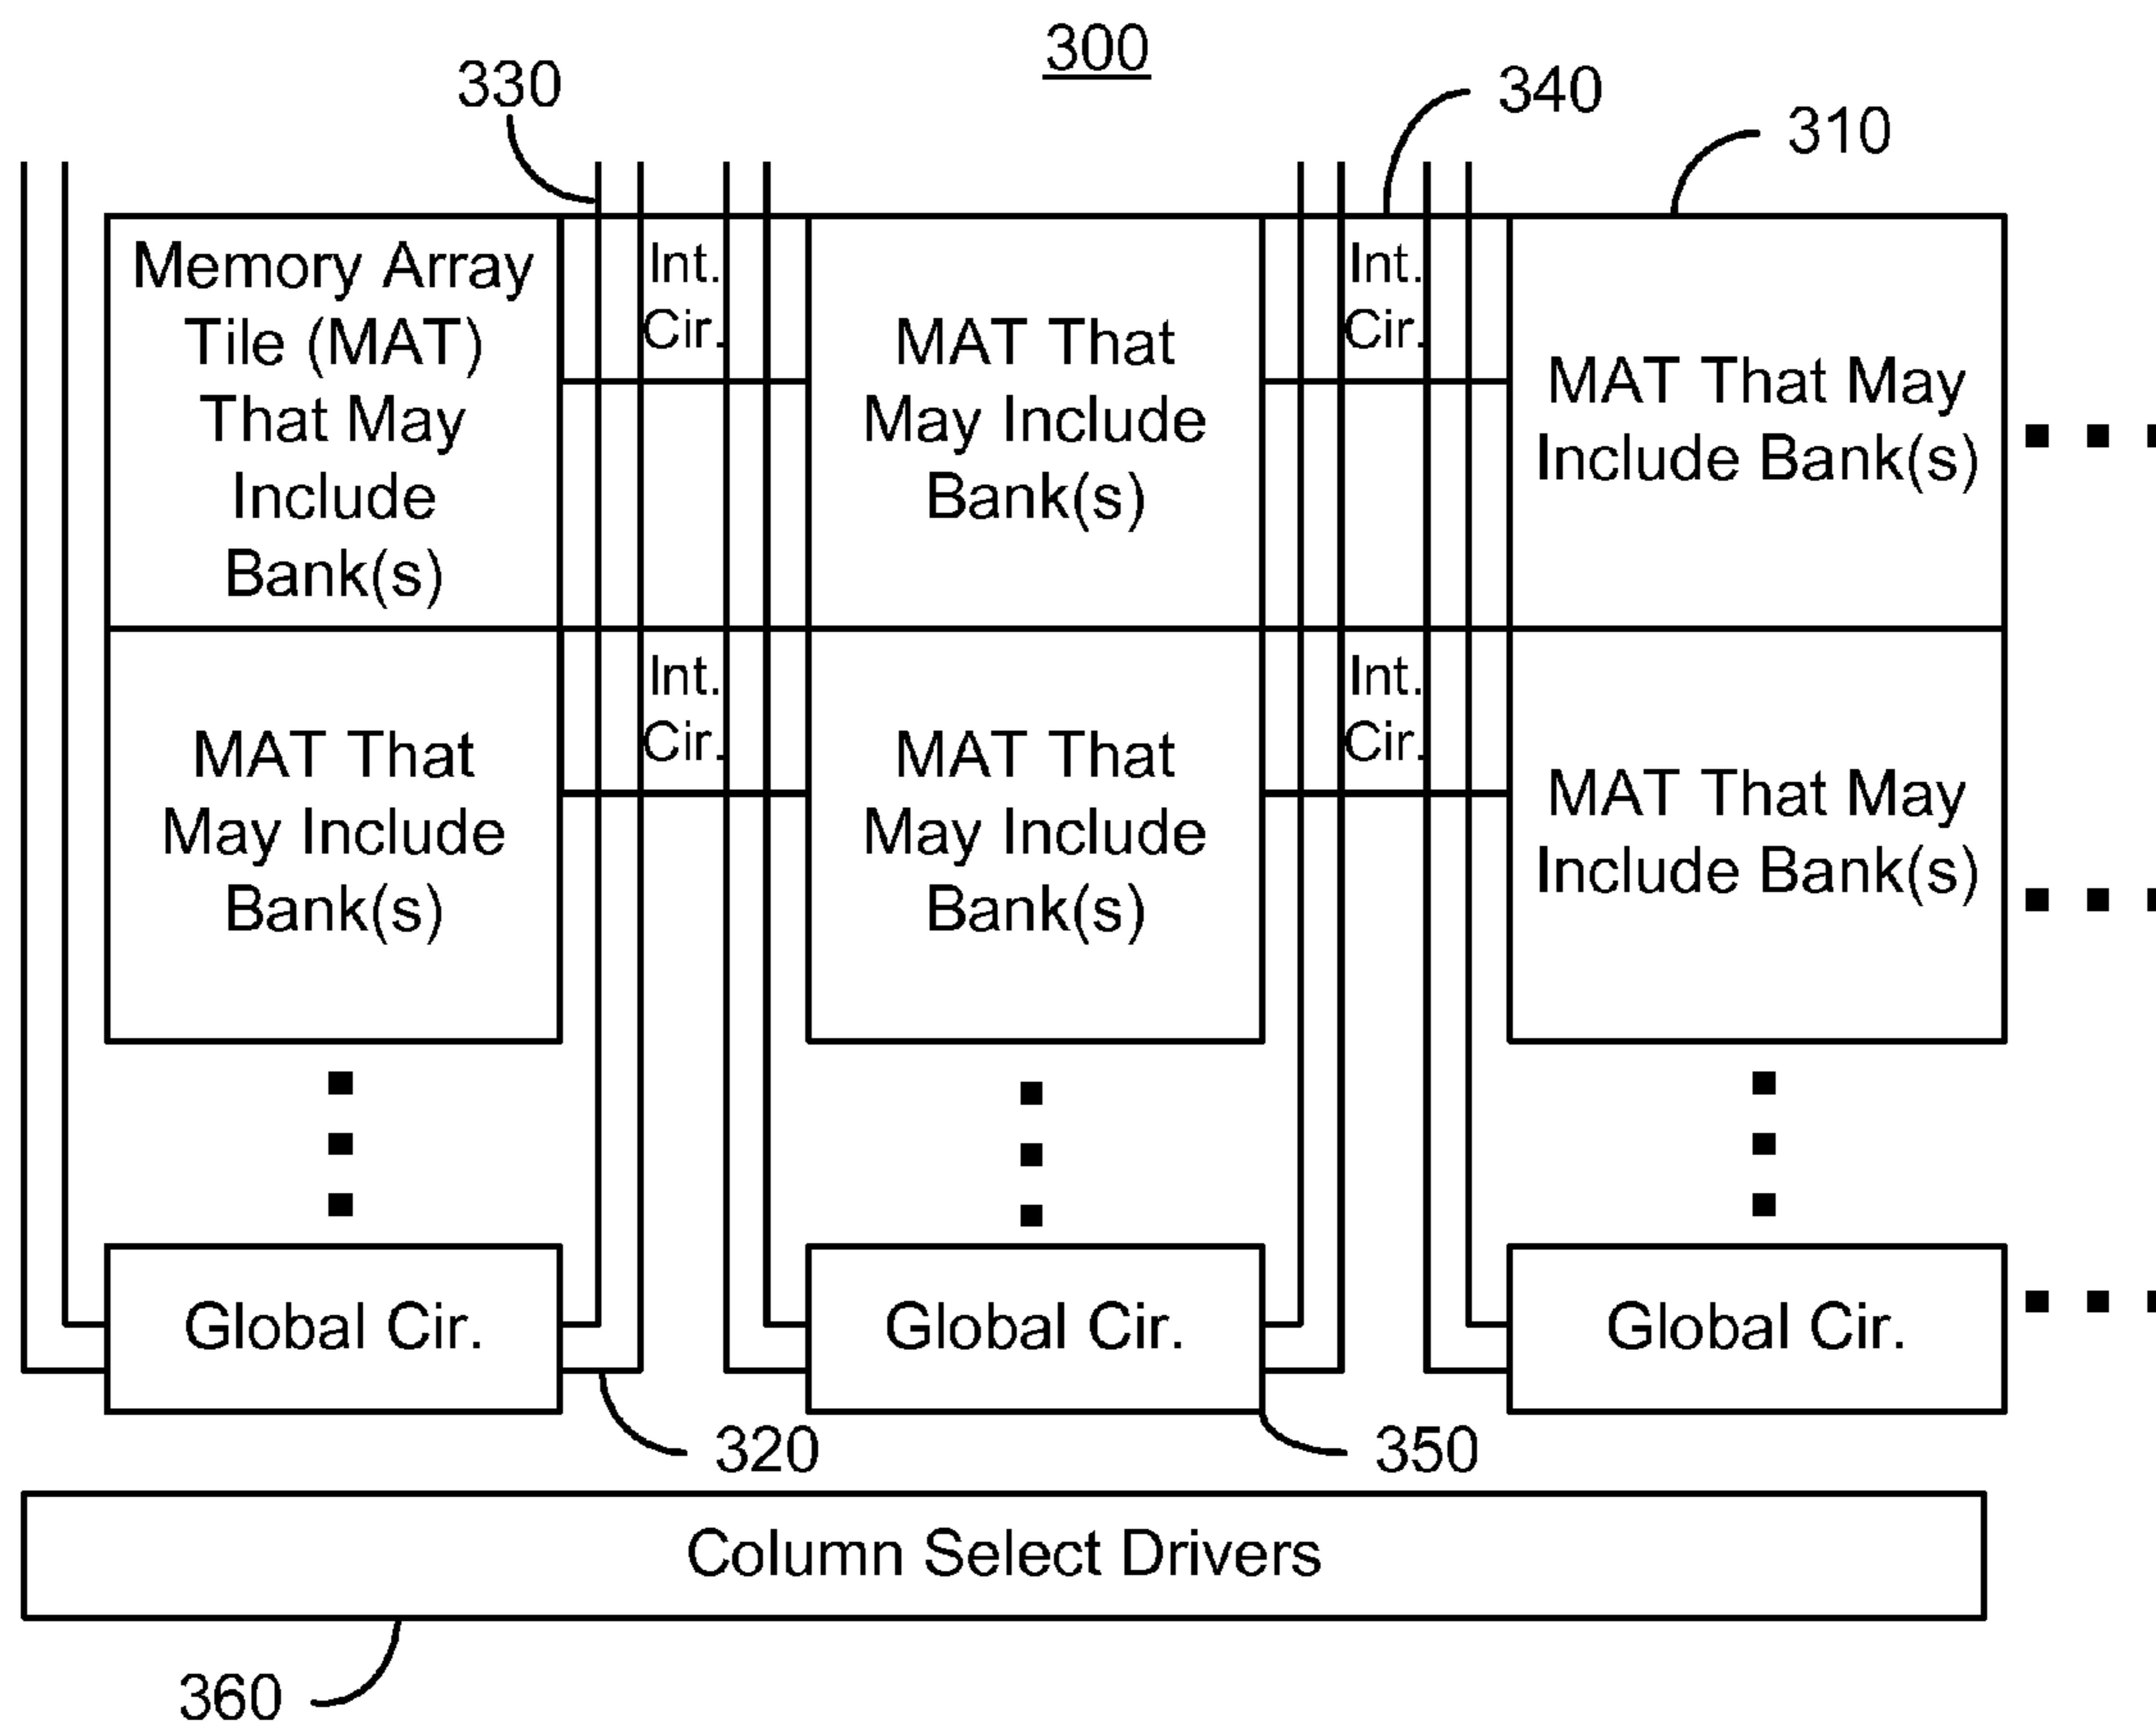 300
330
340
310
Memory Array
Tile (MAT)
That May
Include
Bank(s)
Int.
Cir.
MAT That
May Include
Bank(s)
Int.
Cir.
MAT That May
Include Bank(s)
MAT That
May Include
Bank(s)
Int.
Cir.
MAT That
May Include
Bank(s)
Int.
Cir.
MAT That May
Include Bank(s)
Global Cir.
Global Cir.
Global Cir.
320
350
Column Select Drivers
360